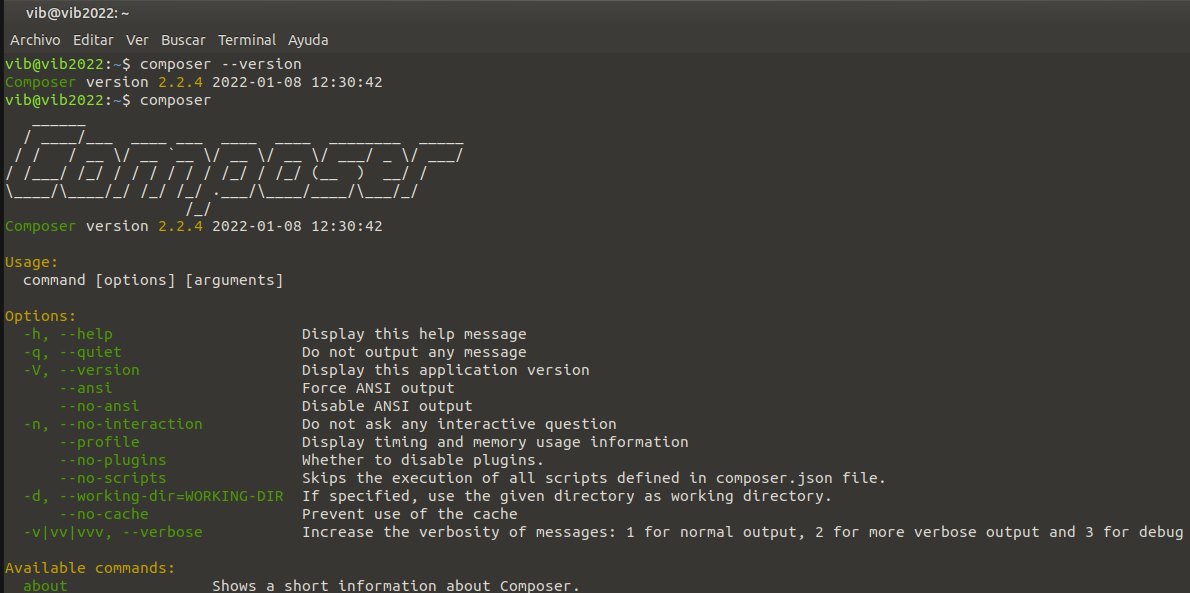 vib@vib2022: ~
Archivo Editar Ver Buscar Terminal Ayuda
vib@vib2022:~$ composer --version
Composer version 2.2.4 2022-01-08 12:30:42
vib@vib2022:~$ composer
   ______
  / ____/___  ____ ___  ____  ____  ________  _____
 / /   / __ \/ __ `__ \/ __ \/ __ \/ ___/ _ \/ ___/
/ /___/ /_/ / / / / / / /_/ / /_/ (__  )  __/ /
\____/\____/_/ /_/ /_/ .___/\____/____/\___/_/
                    /_/
Composer version 2.2.4 2022-01-08 12:30:42
Usage:
  command [options] [arguments]
Options:
  -h, --help                     Display this help message
  -q, --quiet                    Do not output any message
  -V, --version                  Display this application version
      --ansi                     Force ANSI output
      --no-ansi                  Disable ANSI output
  -n, --no-interaction           Do not ask any interactive question
      --profile                  Display timing and memory usage information
      --no-plugins               Whether to disable plugins.
      --no-scripts               Skips the execution of all scripts defined in composer.json file.
  -d, --working-dir=WORKING-DIR  If specified, use the given directory as working directory.
      --no-cache                 Prevent use of the cache
  -v|vv|vvv, --verbose           Increase the verbosity of messages: 1 for normal output, 2 for more verbose output and 3 for debug
Available commands:
  about                Shows a short information about Composer.